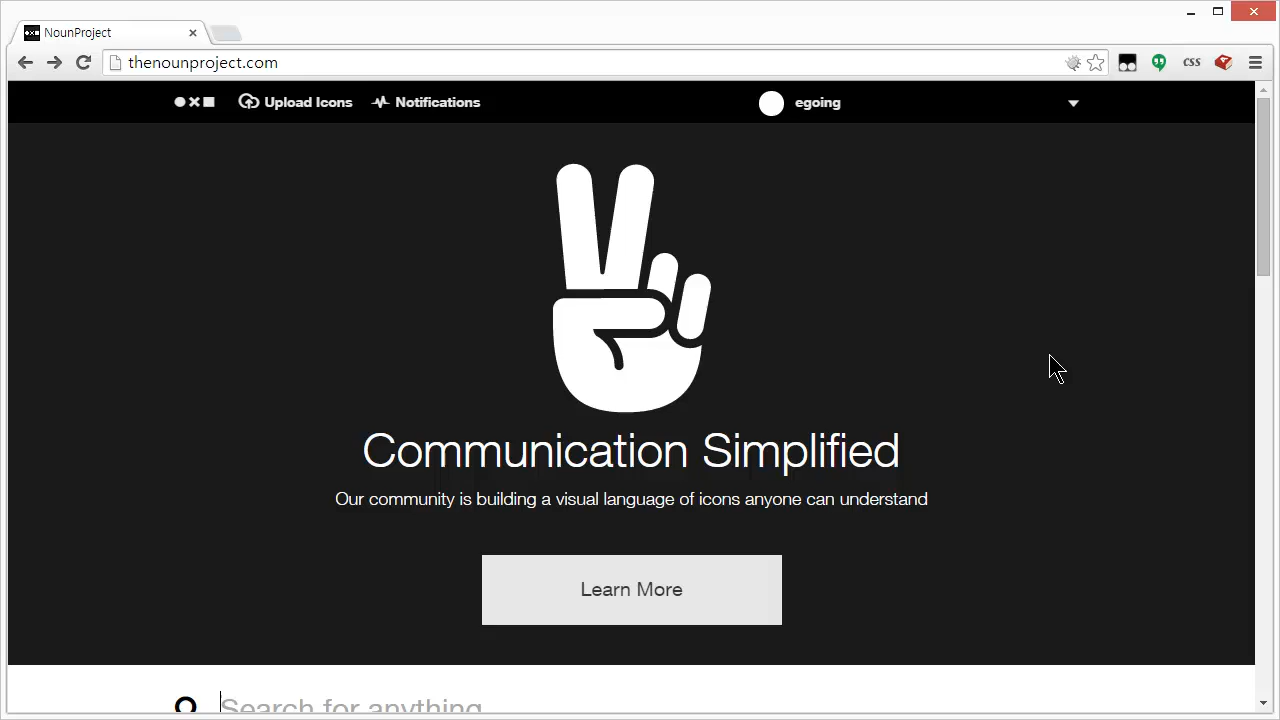 NounProject
thenounproject.com
CSS
Upload Icons
Notifications
egoing
Communication Simplified
Our community is building a visual language of icons anyone can understand
Learn More
Search for anything